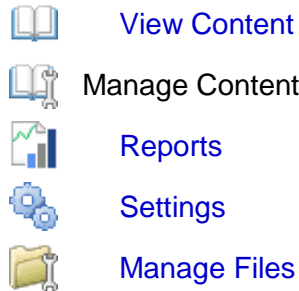 View Content
Manage Content
Reports
Settings
Manage Files